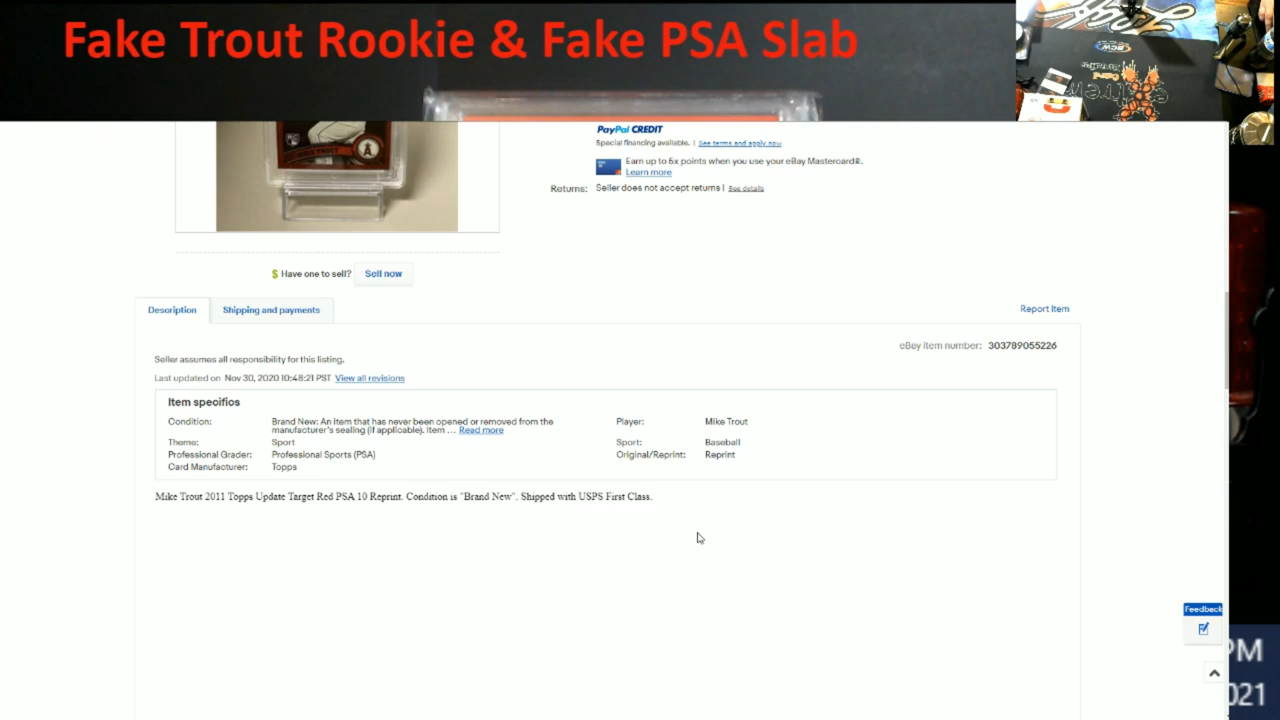 Fake Trout Rookie & Fake PSA Slab
BCW
PayPal CREDIT
Special financing available. | See terms and apply now
Earn up to 6x points when you use your eBay Mastercard®.
Learn more
Returns: Seller does not accept returns | See details
$ Have one to sell? Sell now
Description Shipping and payments Report item
eBay item number: 303789055226
Seller assumes all responsibility for this listing.
Last updated on Nov 30, 2020 10:48:21 PST View all revisions
Item specifics
Condition: Brand New: An item that has never been opened or removed from the
manufacturer's sealing (if applicable). Item ... Read more
Player: Mike Trout
Theme: Sport Sport: Baseball
Professional Grader: Professional Sports (PSA) Original/Reprint: Reprint
Card Manufacturer: Topps
Mike Trout 2011 Topps Update Target Red PSA 10 Reprint. Condition is "Brand New". Shipped with USPS First Class.
Feedback
PM
021